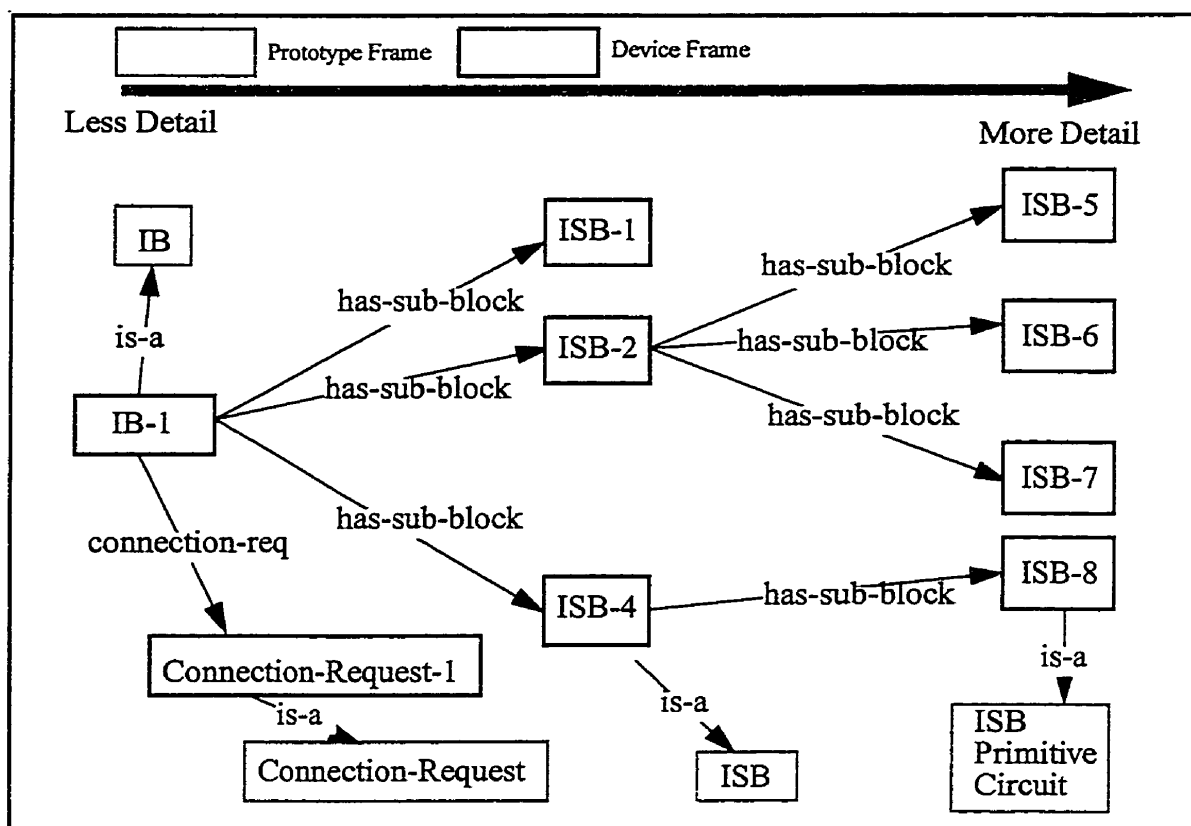 Prototype Frame
Device Frame
Less Detail
More Detail
IB
ISB-1
ISB-5
has-sub-block
has-sub-block
is-a
ISB-2
has-sub-block
ISB-6
has-sub-block
IB-1
has-sub-block
ISB-7
has-sub-block
connection-req
ISB-4
has-sub-block
ISB-8
Connection-Request-1
is-a
is-a
is-a
Connection-Request
ISB
ISB
Primitive
Circuit